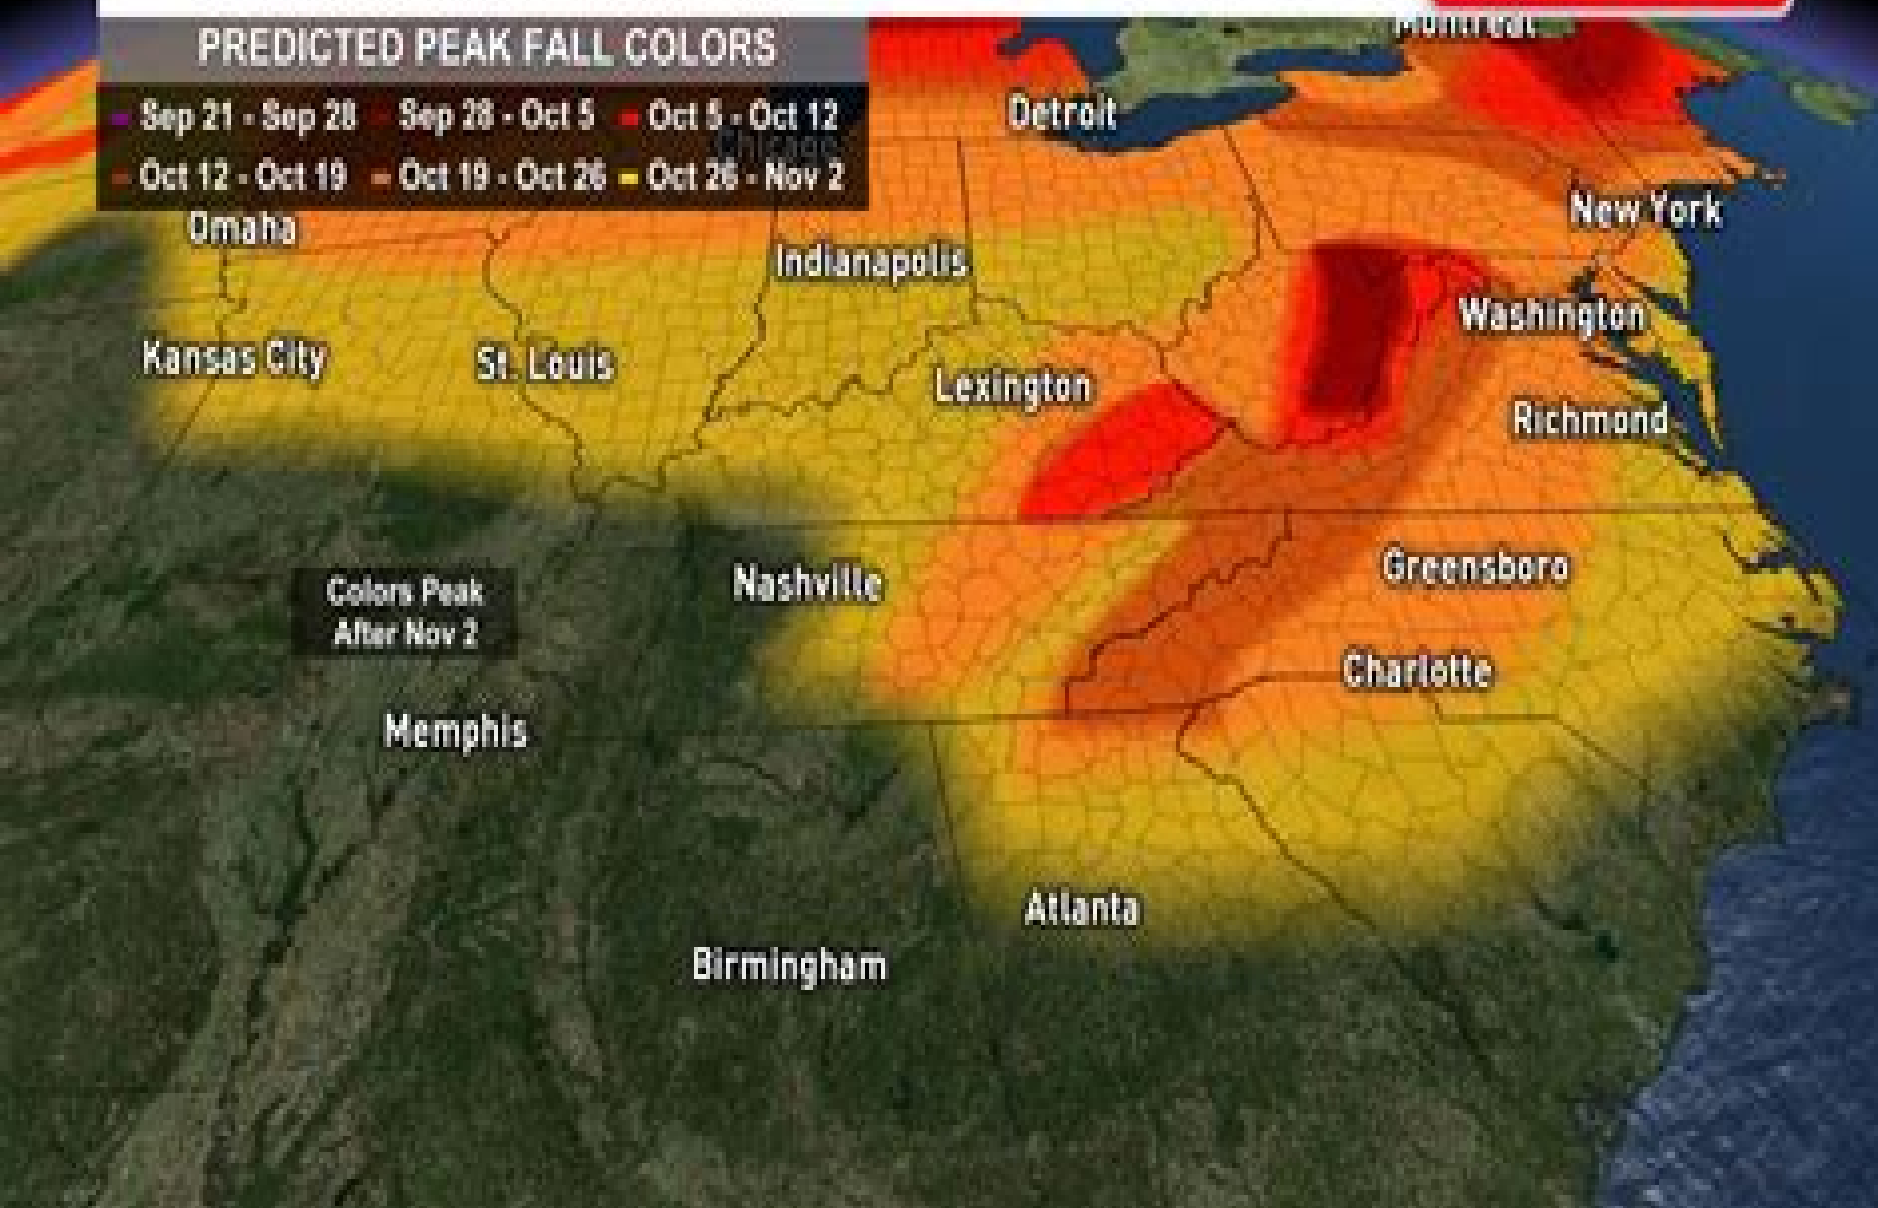 Montreal
PREDICTED PEAK FALL COLORS
Sep 21 - Sep 28 Sep 28 - Oct 5 Oct 5 - Oct 12
Detroit
Chicago
Oct 12 - Oct 19 Oct 19 - Oct 26 Oct 26 - Nov 2
New York
Omaha
Indianapolis
Washington
Kansas City
St. Louis
Lexington
Richmond
Greensboro
Nashville
Colors Peak
After Nov 2
Charlotte
Memphis
Atlanta
Birmingham